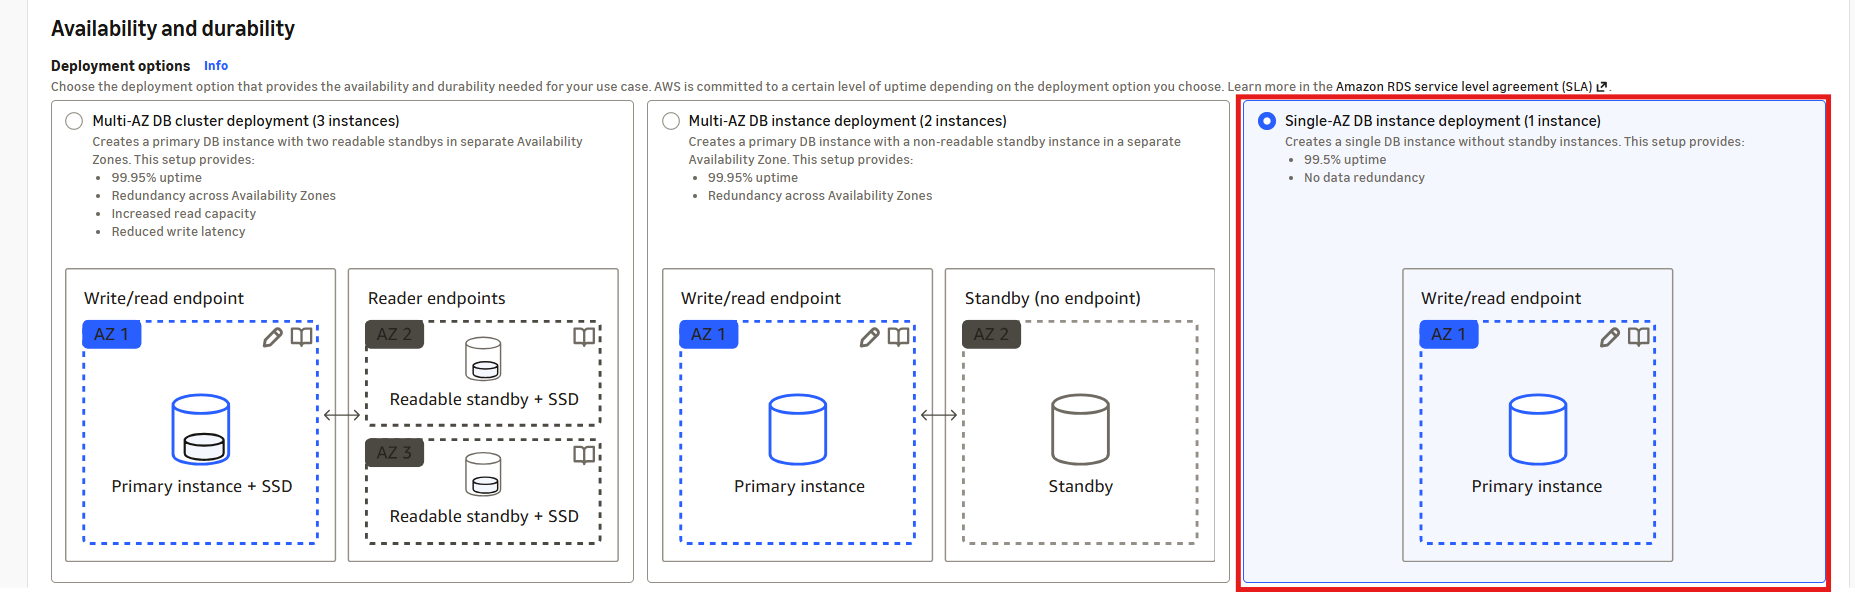 Availability and durability
Deployment options Info
Choose the deployment option that provides the availability and durability needed for your use case. AWS is committed to a certain level of uptime depending on the deployment option you choose. Learn more in the Amazon RDS service level agreement (SLA).
Multi-AZ DB cluster deployment (3 instances)
Creates a primary DB instance with two readable standbys in separate Availability
Zones. This setup provides:
• 99.95% uptime
• Redundancy across Availability Zones
• Increased read capacity
• Reduced write latency
Write/read endpoint
AZ 1
Primary instance + SSD
Reader endpoints
AZ 2
Readable standby + SSD
AZ 3
Readable standby + SSD
Multi-AZ DB instance deployment (2 instances)
Creates a primary DB instance with a non-readable standby instance in a separate
Availability Zone. This setup provides:
• 99.95% uptime
• Redundancy across Availability Zones
Write/read endpoint
AZ 1
Primary instance
Standby (no endpoint)
AZ 2
Standby
Single-AZ DB instance deployment (1 instance)
Creates a single DB instance without standby instances. This setup provides:
• 99.5% uptime
• No data redundancy
Write/read endpoint
AZ 1
Primary instance